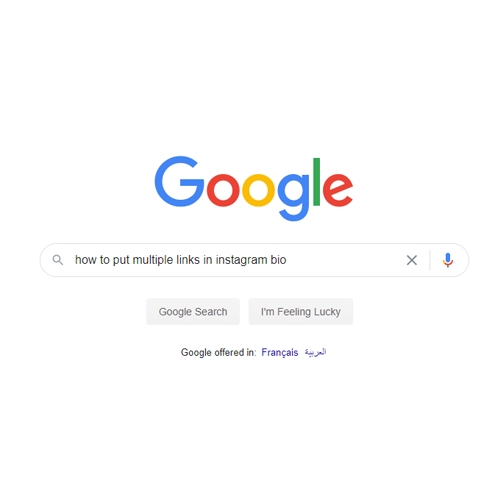 Google
how to put multiple links in instagram bio
Google Search I'm Feeling Lucky
Google offered in: Français العربية